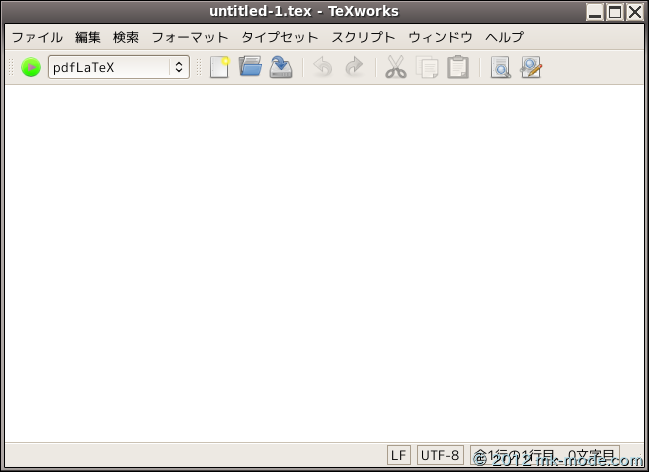 untitled-1.tex - TeXworks
ファイル 編集 検索 フォーマット タイプセット スクリプト ウィンドウ ヘルプ
pdfLaTeX
LF UTF-8 全1行の1行目、0文字目
© 2012 mk-mode.com